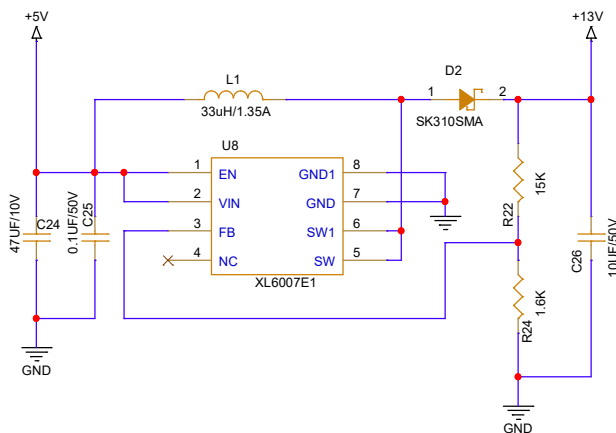 +5V
+13V
L1
33uH/1.35A
D2
1
2
SK310SMA
U8
1
EN
GND1
8
2
VIN
GND
7
3
FB
SW1
6
4
NC
SW
5
XL6007E1
47UF/10V
C24
0.1UF/50V
C25
R22
15K
R24
1.6K
C26
10UF/50V
GND
GND